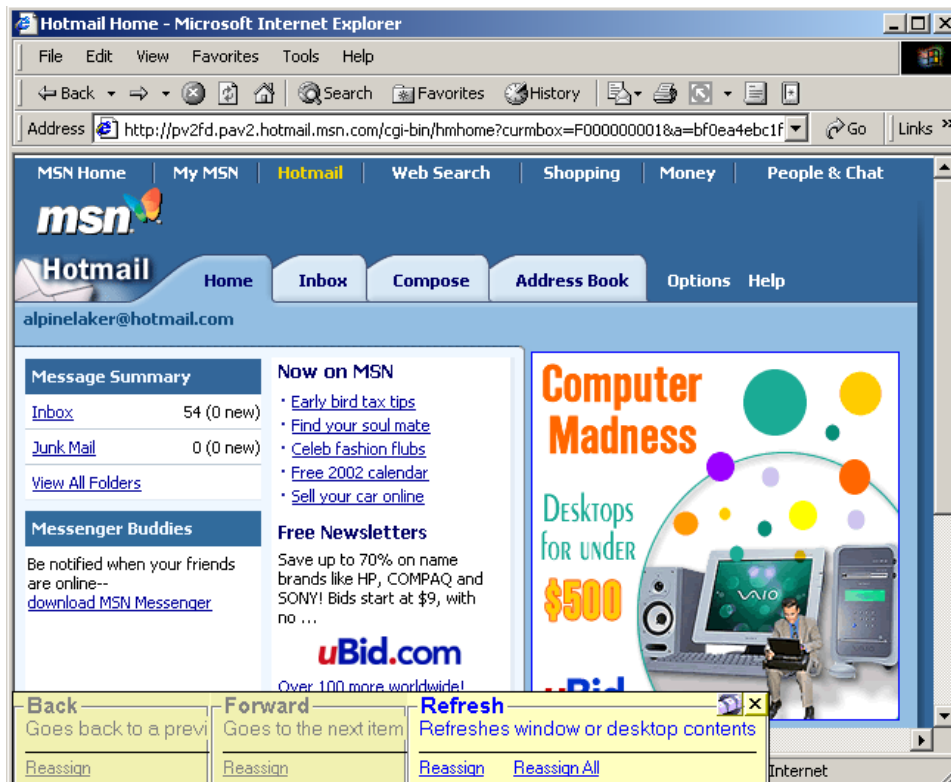 Hotmail Home - Microsoft Internet Explorer
File Edit View Favorites Tools Help
Back Search Favorites History
Address http://pv2fd.pav2.hotmail.msn.com/cgi-bin/hmhome?curmbox=F000000001&a=bf0ea4ebc1f Go Links »
MSN Home My MSN Hotmail Web Search Shopping Money People & Chat
msn
Hotmail Home Inbox Compose Address Book Options Help
alpinelaker@hotmail.com
Message Summary
Inbox 54 (0 new)
Junk Mail 0 (0 new)
View All Folders
Messenger Buddies
Be notified when your friends
are online--
download MSN Messenger
Now on MSN
· Early bird tax tips
· Find your soul mate
· Celeb fashion flubs
· Free 2002 calendar
· Sell your car online
Free Newsletters
Save up to 70% on name
brands like HP, COMPAQ and
SONY! Bids start at $9, with
no ...
uBid.com
Over 100 more worldwide!
Computer
Madness
Desktops
for under
$500
VAIO
uBid
Back
Goes back to a previ
Reassign
Forward
Goes to the next item
Reassign
Refresh
Refreshes window or desktop contents
Reassign Reassign All
Internet